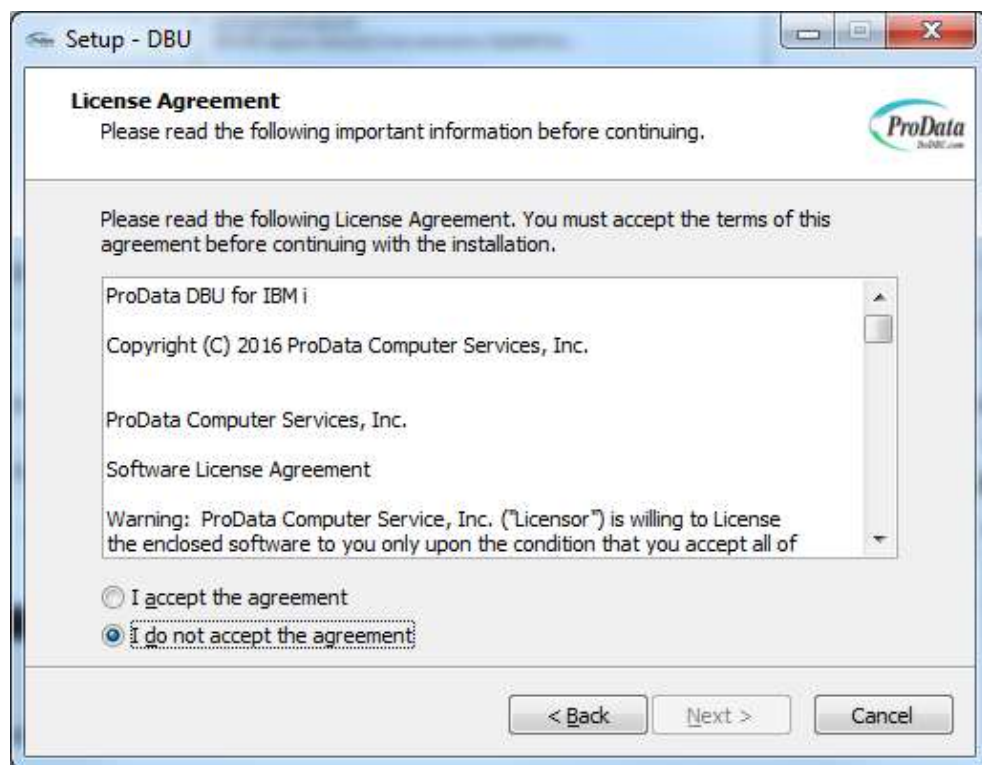 Setup - DBU
License Agreement
Please read the following important information before continuing.
ProData
Please read the following License Agreement. You must accept the terms of this
agreement before continuing with the installation.
ProData DBU for IBM i
Copyright (C) 2016 ProData Computer Services, Inc.
ProData Computer Services, Inc.
Software License Agreement
Warning: ProData Computer Service, Inc. ("Licensor") is willing to License
the enclosed software to you only upon the condition that you accept all of
I accept the agreement
I do not accept the agreement
< Back
Next >
Cancel